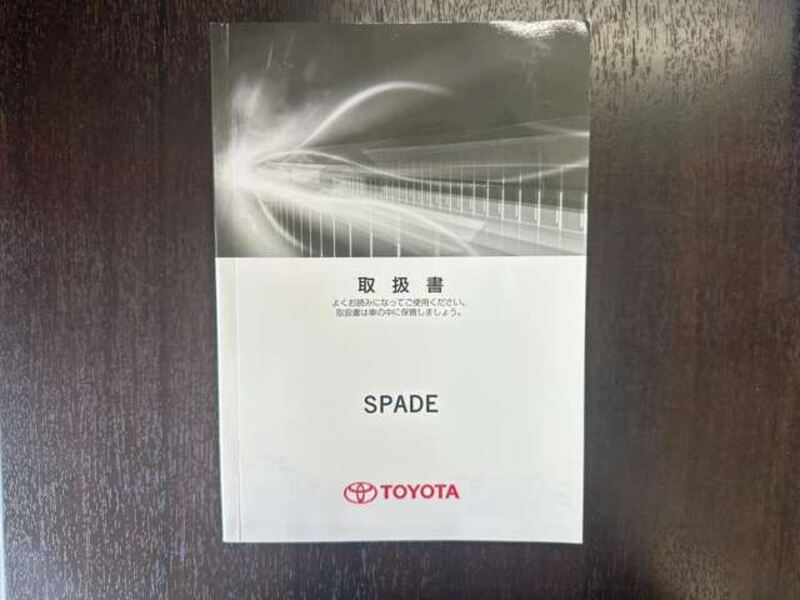 取扱書
よくお読みになってご使用ください。
取扱書は車の中に保管しましょう。
SPADE
TOYOTA